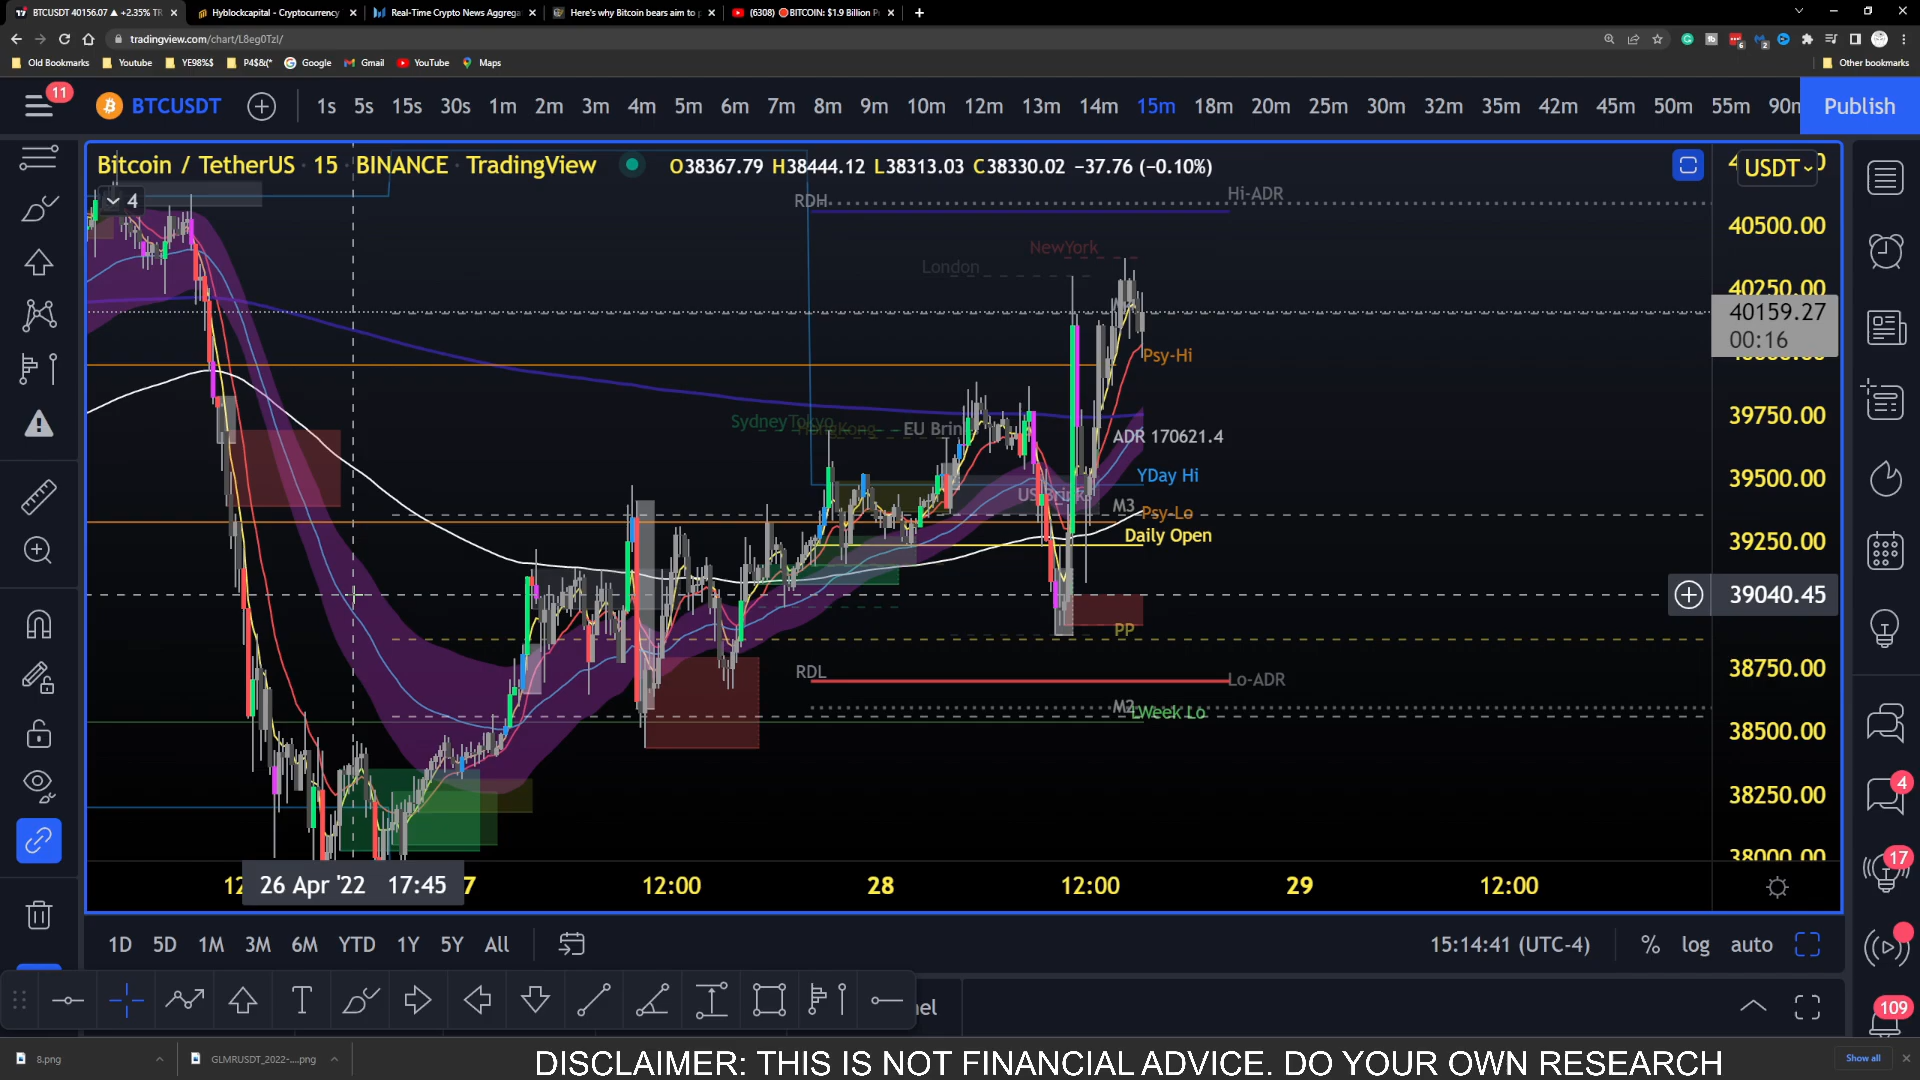 BTCUSDT 40156.07 ▲ +2.35% TR
Hyblockcapital - Cryptocurrency
Real-Time Crypto News Aggrega
Here's why Bitcoin bears aim to p
(6308) 🔴BITCOIN: $1.9 Billion P
tradingview.com/chart/L8eg0TzI/
Old Bookmarks
Youtube
YE98%$
P4$&(*
Google
Gmail
YouTube
Maps
Other bookmarks
11
BTCUSDT
1s 5s 15s 30s 1m 2m 3m 4m 5m 6m 7m 8m 9m 10m 12m 13m 14m 15m 18m 20m 25m 30m 32m 35m 42m 45m 50m 55m 90m
Publish
Bitcoin / TetherUS · 15 · BINANCE · TradingView
O38367.79 H38444.12 L38313.03 C38330.02 −37.76 (−0.10%)
USDT
4
RDH
Hi-ADR
40500.00
NewYork
London
40250.00
40159.27
00:16
Psy-Hi
39750.00
SydneyTokyo
HongKong
EU Brin
ADR 170621.4
YDay Hi
39500.00
US Brink
M3
Psy-Lo
Daily Open
39250.00
39040.45
PP
38750.00
RDL
Lo-ADR
M2
LWeek Lo
38500.00
38250.00
38000.00
26 Apr '22 17:45
12:00
28
12:00
29
12:00
1D 5D 1M 3M 6M YTD 1Y 5Y All
15:14:41 (UTC-4)
% log auto
4
17
109
nel
8.png
GLMRUSDT_2022-....png
DISCLAIMER: THIS IS NOT FINANCIAL ADVICE. DO YOUR OWN RESEARCH
Show all